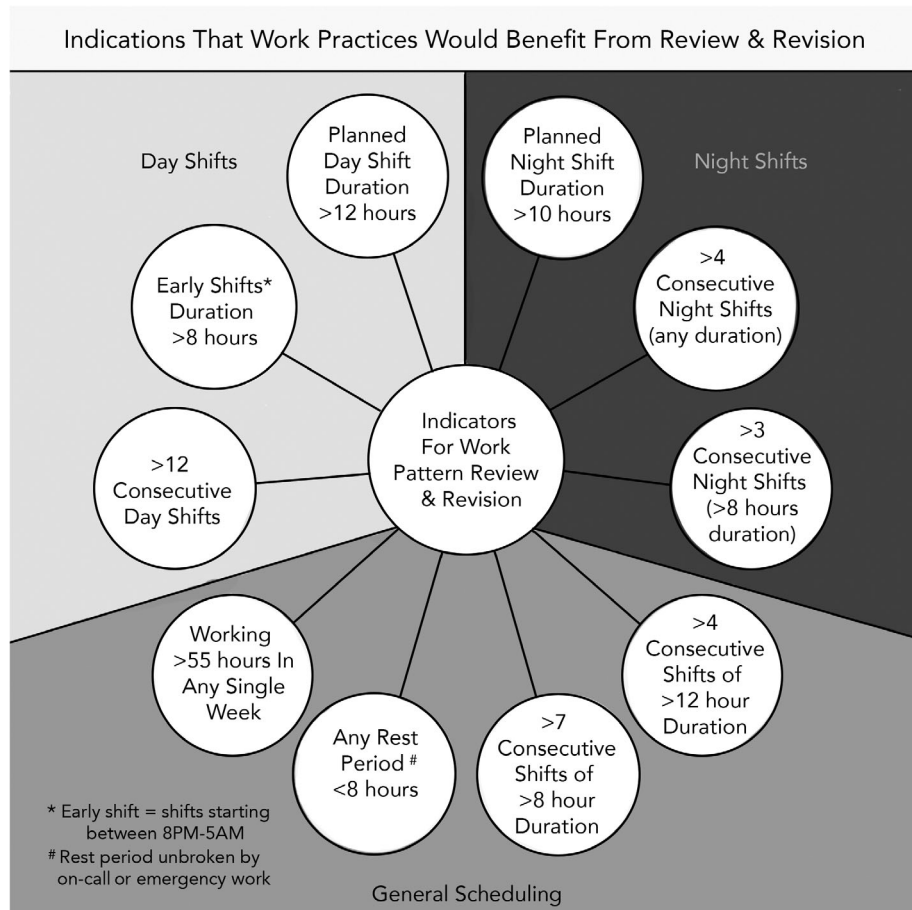 Indications That Work Practices Would Benefit From Review & Revision
Day Shifts
Planned
Day Shift
Duration
>12 hours
Early Shifts*
Duration
>8 hours
>12
Consecutive
Day Shifts
Night Shifts
Planned
Night Shift
Duration
>10 hours
>4
Consecutive
Night Shifts
(any duration)
>3
Consecutive
Night Shifts
(>8 hours
duration)
Indicators
For Work
Pattern Review
& Revision
Working
>55 hours In
Any Single
Week
Any Rest
Period #
<8 hours
>7
Consecutive
Shifts of
>8 hour
Duration
>4
Consecutive
Shifts of
>12 hour
Duration
* Early shift = shifts starting
between 8PM-5AM
# Rest period unbroken by
on-call or emergency work
General Scheduling